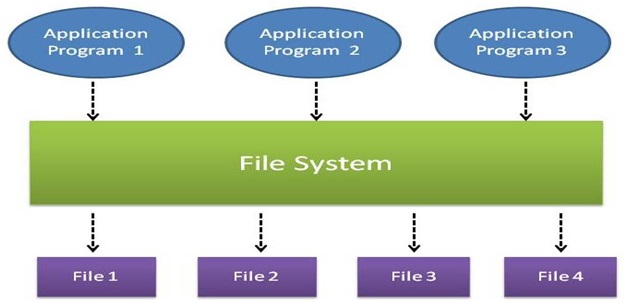 Application
Program 1
Application
Program 2
Application
Program 3
File System
File 1
File 2
File 3
File 4